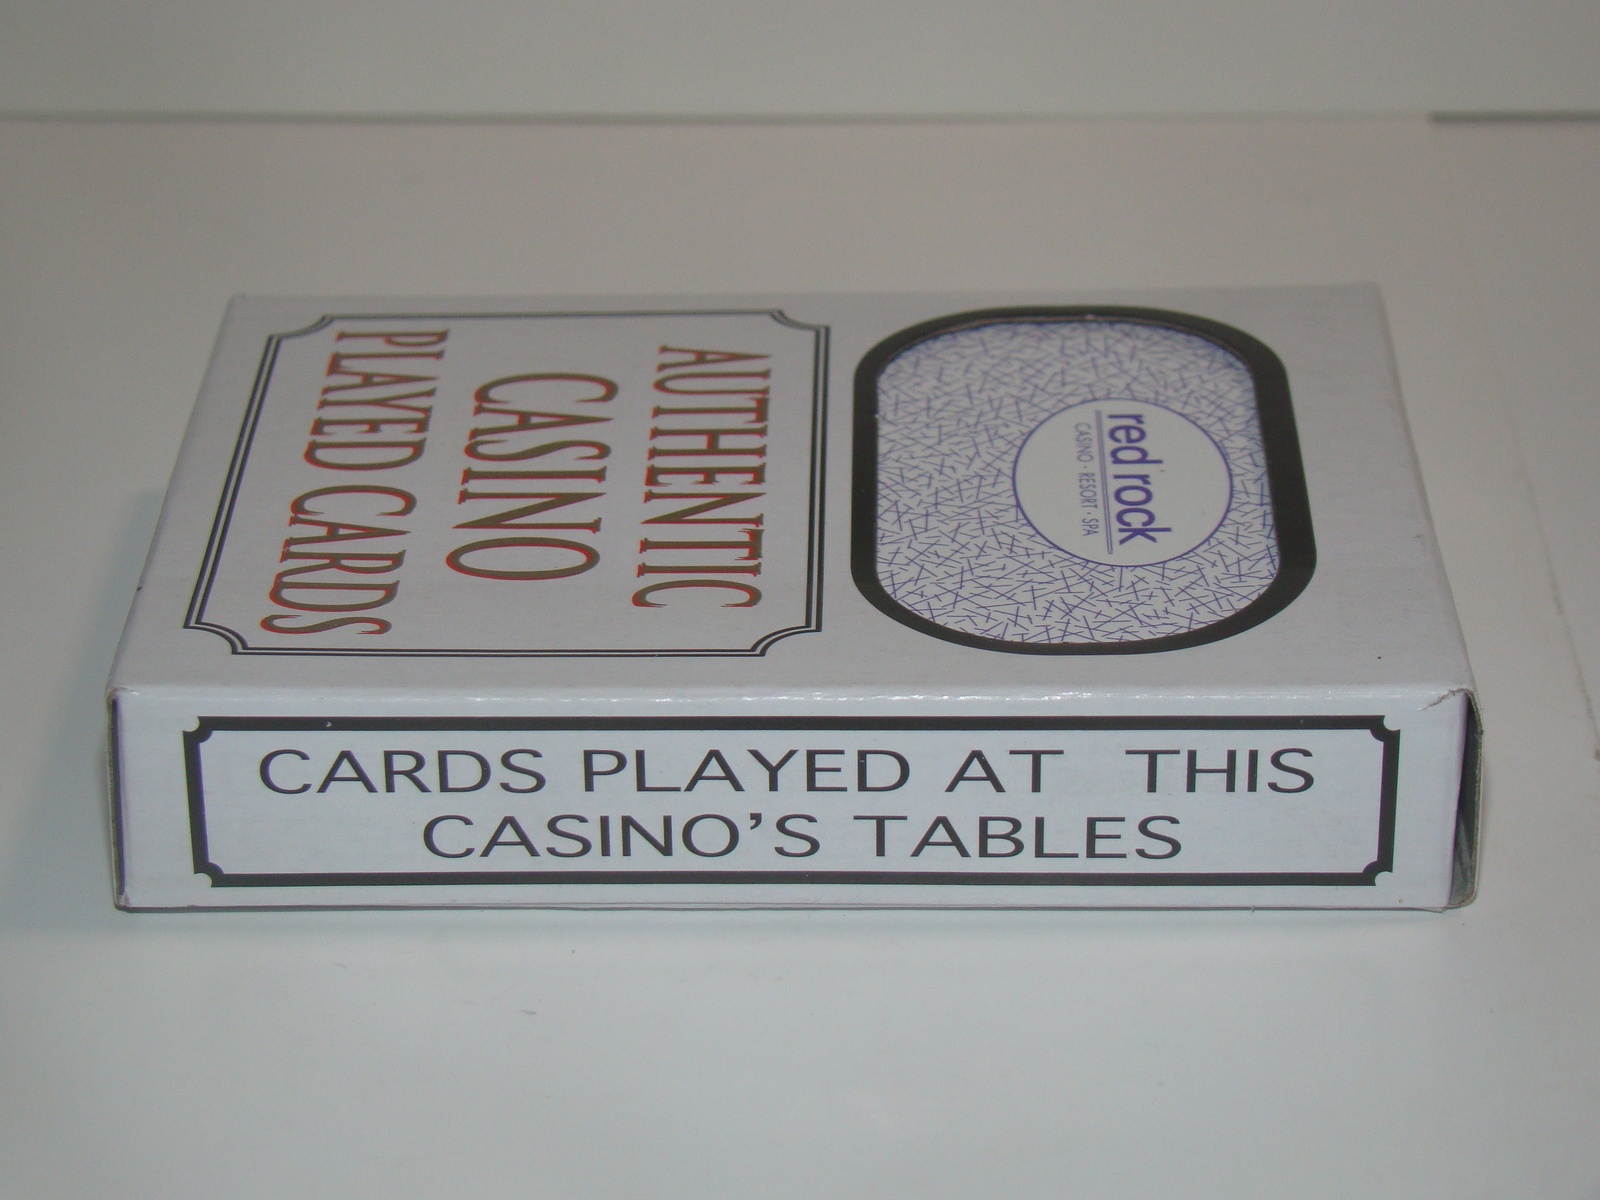 AUTHENTIC
CASINO
PLAYED CARDS
red rock
CASINO · RESORT · SPA
CARDS PLAYED AT THIS
CASINO'S TABLES